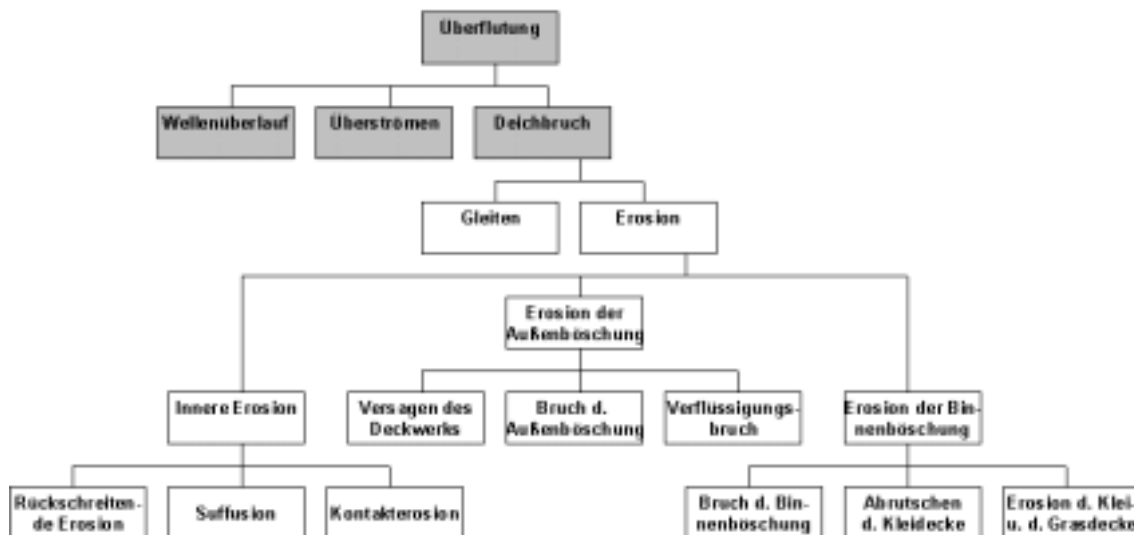 Überflutung
Wellenüberlauf
Überströmen
Deichbruch
Gleiten
Erosion
Erosion der
Außenböschung
Innere Erosion
Versagen des
Deckwerks
Bruch d.
Außenböschung
Verflüssigungs-
bruch
Erosion der Bin-
nenböschung
Rückschreiten-
de Erosion
Suffusion
Kontakterosion
Bruch d. Bin-
nenböschung
Abrutschen
d. Kleidecke
Erosion d. Klei-
u. d. Grasdecke